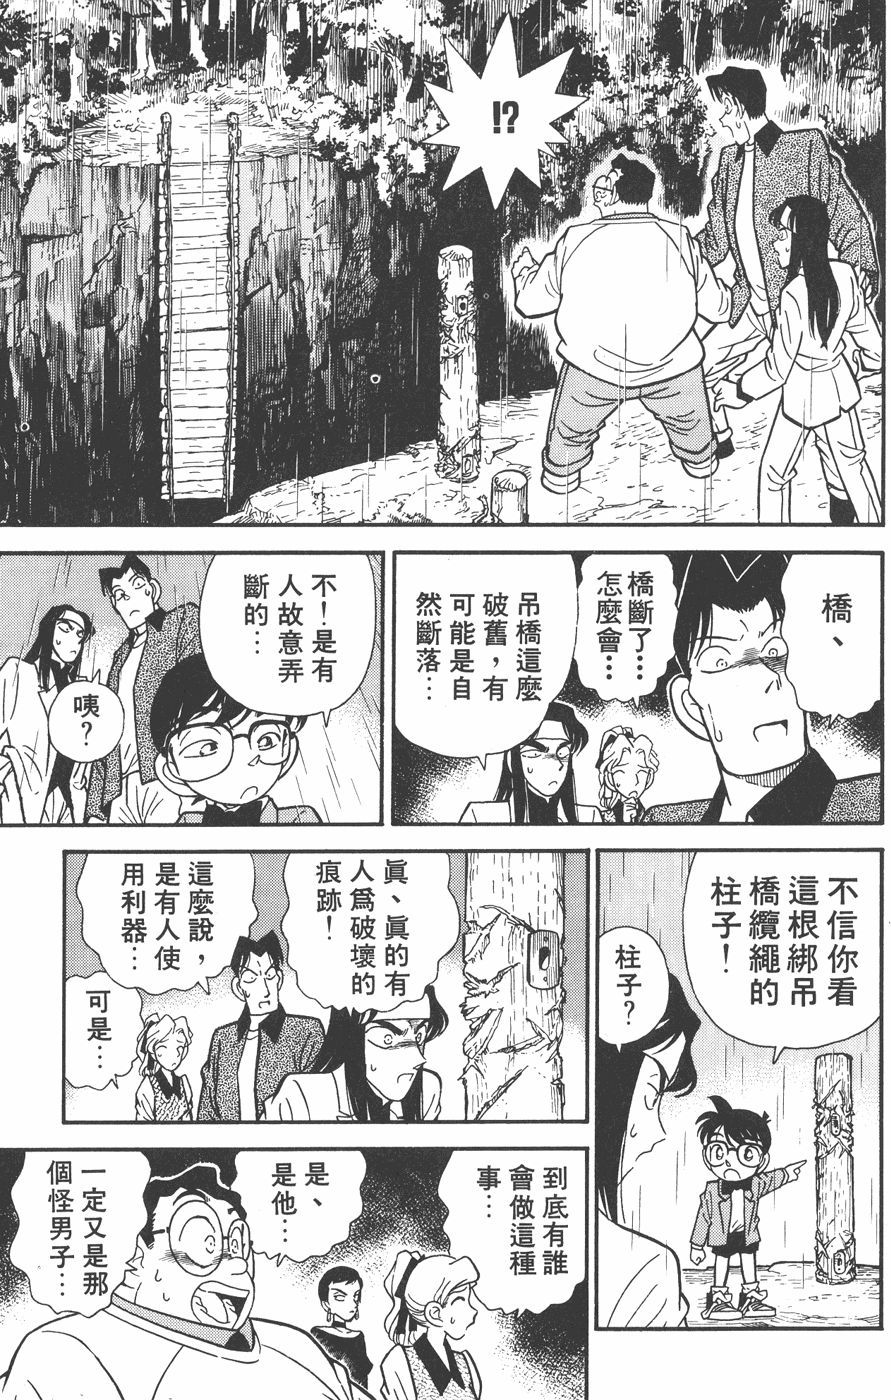 !?
橋、
橋斷了…
怎麼會…
吊橋這麼
破舊，有
可能是自
然斷落…
不！是有
人故意弄
斷的…
咦？
不信你看
這根綁吊
橋纜繩的
柱子！
柱子？
眞、眞的有
人爲破壞的
痕跡！
這麼說，
是有人使
用利器…
可是…
到底有誰
會做這種
事…
是、
是他…
一定又是那
個怪男子…